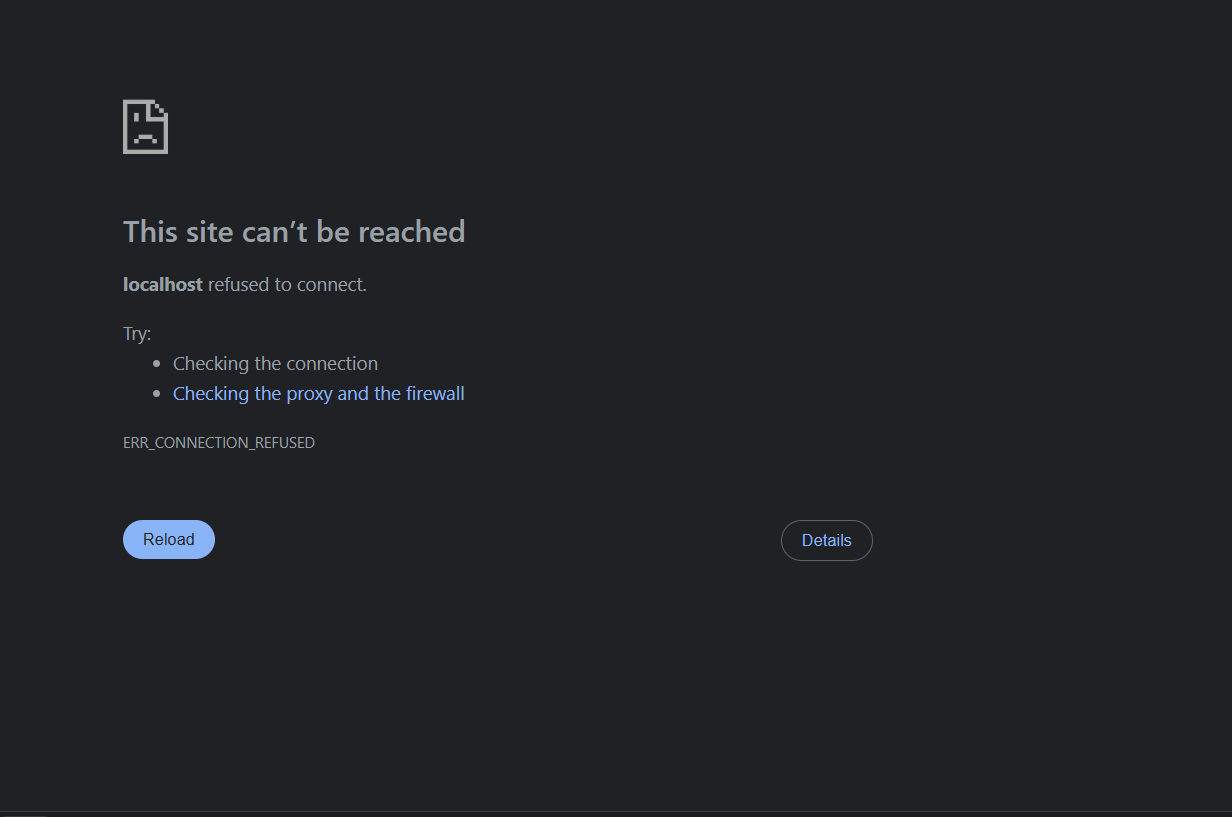 This site can’t be reached
localhost refused to connect.
Try:
Checking the connection
Checking the proxy and the firewall
ERR_CONNECTION_REFUSED
Reload
Details